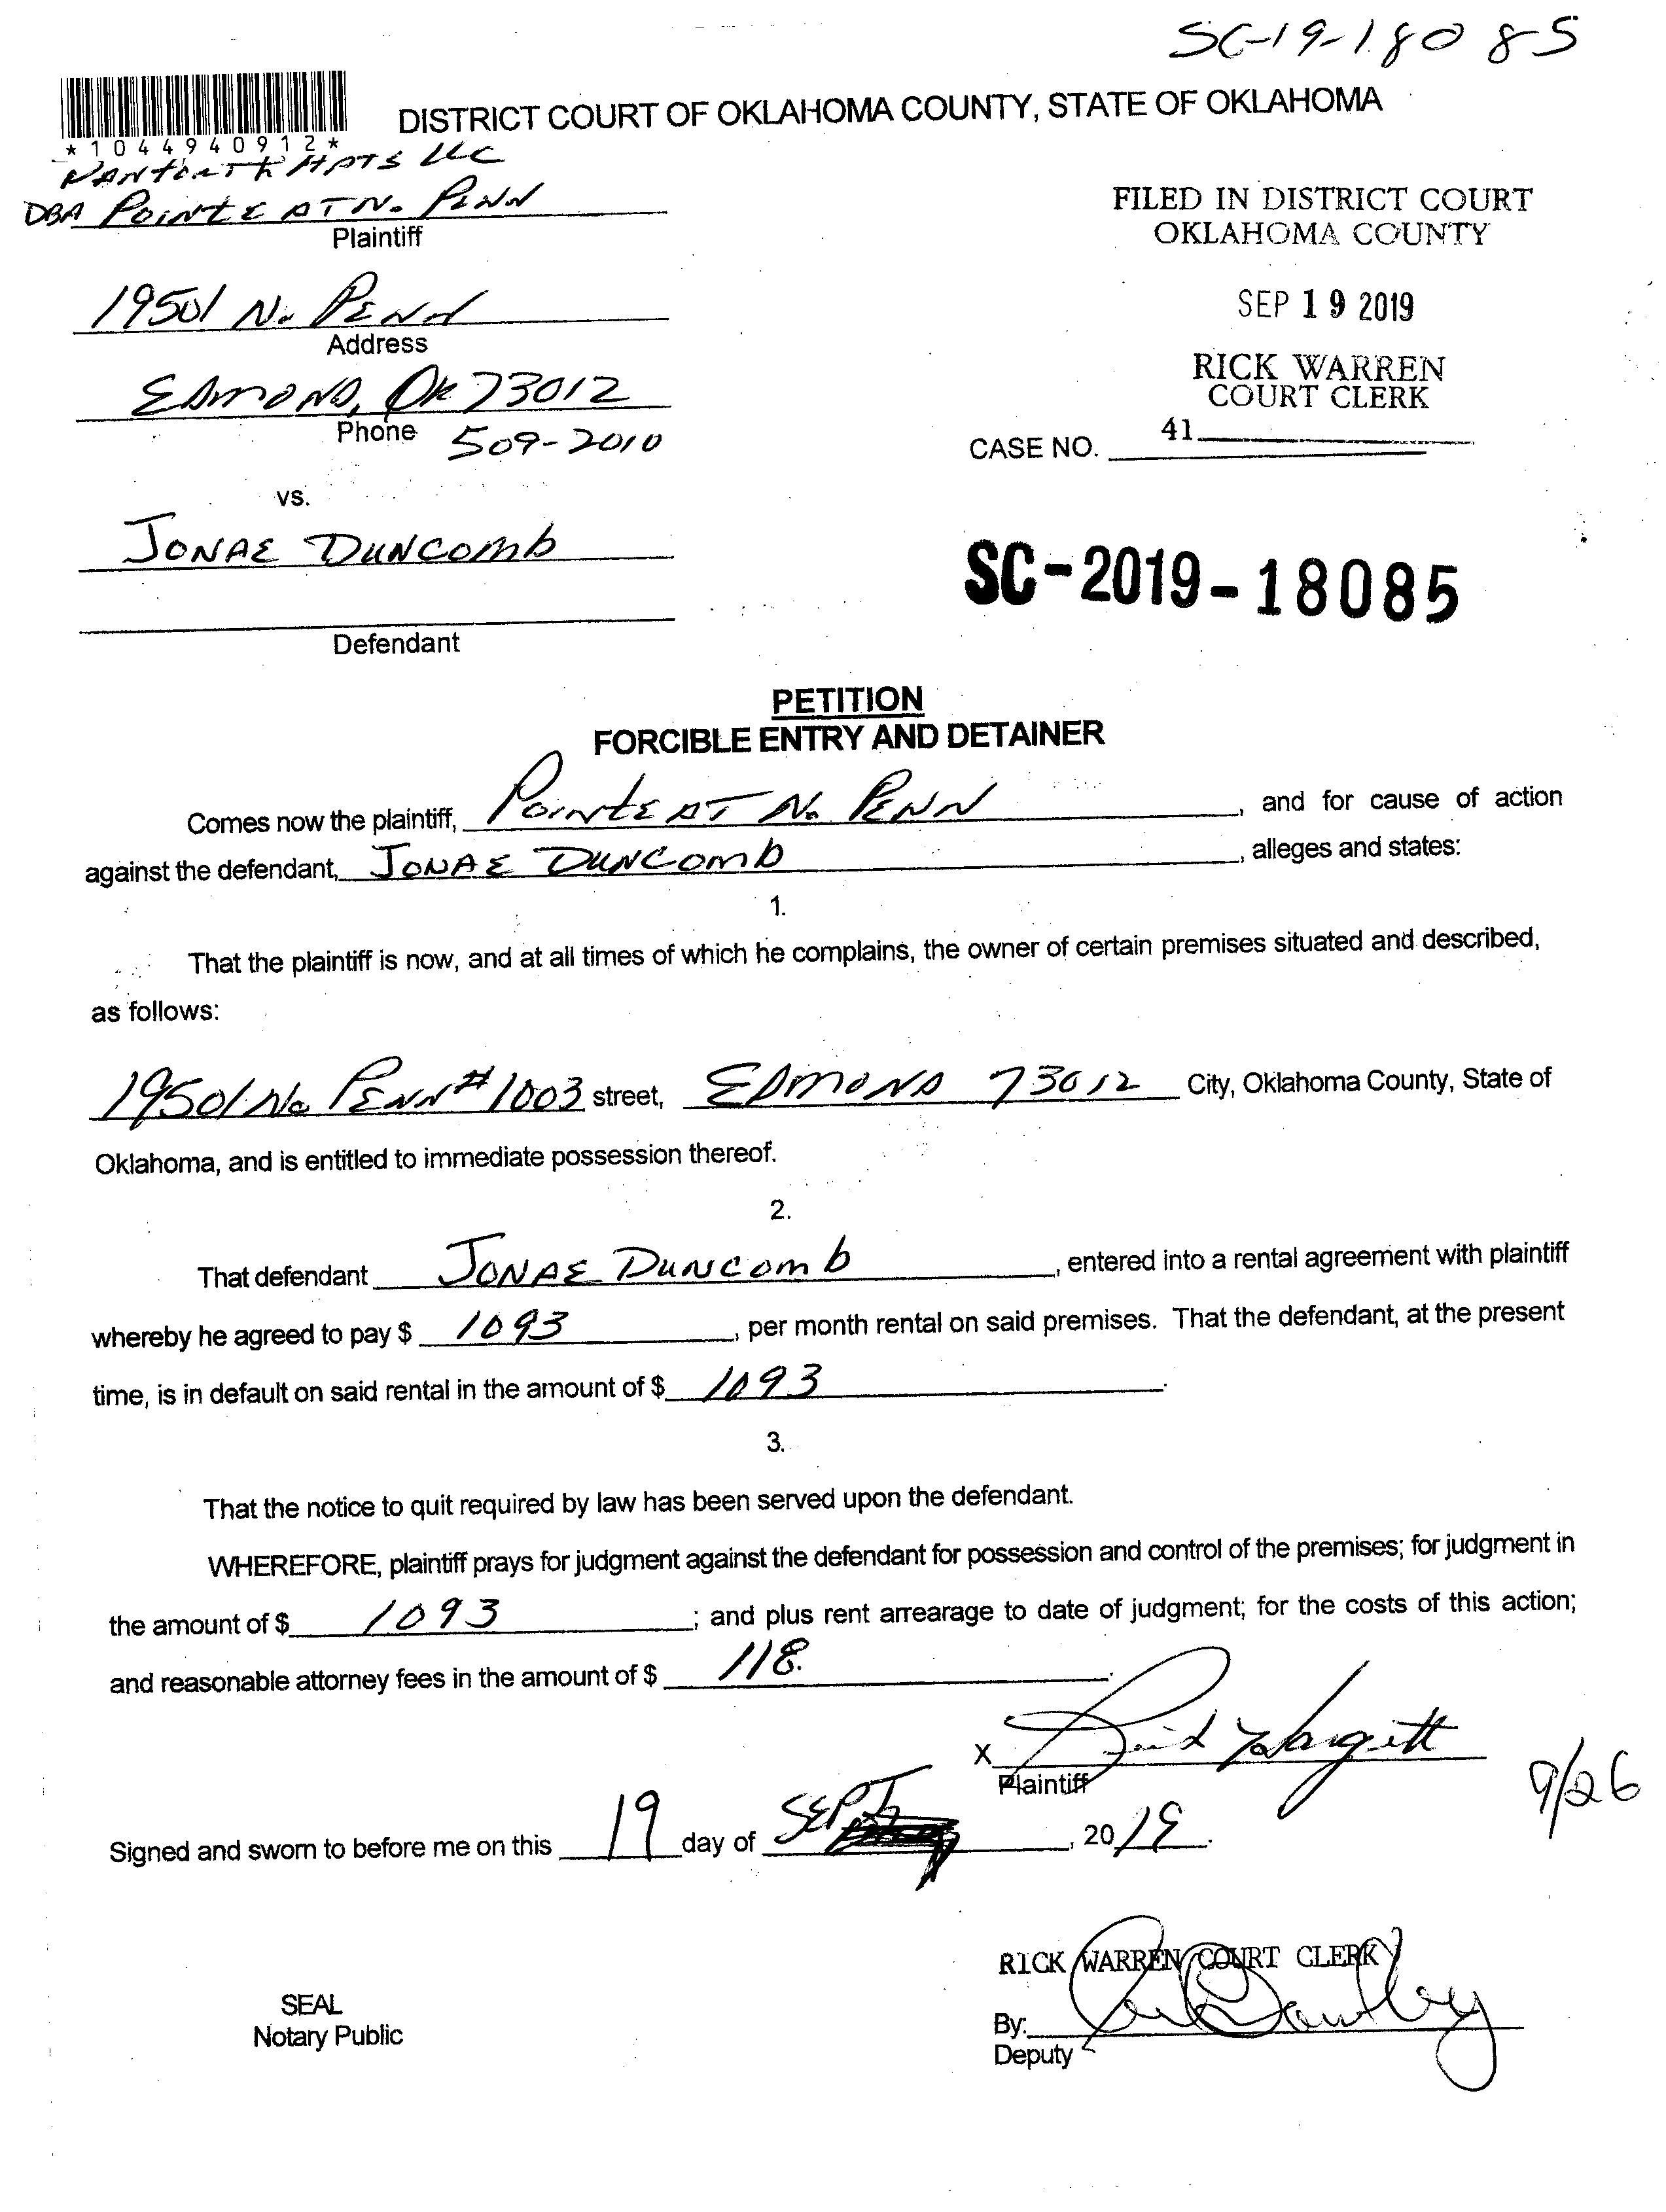 SC-19-18085
*1044940912*
DISTRICT COURT OF OKLAHOMA COUNTY, STATE OF OKLAHOMA
APTS LLC
DBA POINTE AT N. PENN
Plaintiff
FILED IN DISTRICT COURT
OKLAHOMA COUNTY
19501 N. PENN
Address
SEP 19 2019
EDMOND, OK 73012
Phone 509-2010
RICK WARREN
COURT CLERK
41
CASE NO.
vs.
JONAE DUNCOMB
SC-2019-18085
Defendant
PETITION
FORCIBLE ENTRY AND DETAINER
Comes now the plaintiff, POINTE AT N. PENN, and for cause of action
against the defendant, JONAE DUNCOMB, alleges and states:
1.
That the plaintiff is now, and at all times of which he complains, the owner of certain premises situated and described,
as follows:
19501 No PENN #1003 street, EDMOND 73012 City, Oklahoma County, State of
Oklahoma, and is entitled to immediate possession thereof.
2.
That defendant JONAE DUNCOMB, entered into a rental agreement with plaintiff
whereby he agreed to pay $ 1093, per month rental on said premises. That the defendant, at the present
time, is in default on said rental in the amount of $ 1093.
3.
That the notice to quit required by law has been served upon the defendant.
WHEREFORE, plaintiff prays for judgment against the defendant for possession and control of the premises; for judgment in
the amount of $ 1093; and plus rent arrearage to date of judgment; for the costs of this action;
and reasonable attorney fees in the amount of $ 118.
X Hargett
Plaintiff
9/26
Signed and sworn to before me on this 19 day of SEPT, 2019.
RICK WARREN COURT CLERK
SEAL
Notary Public
By:
Deputy